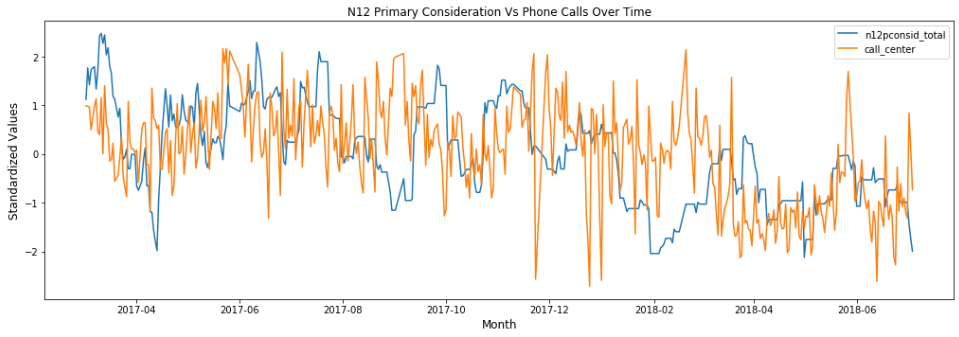 N12 Primary Consideration Vs Phone Calls Over Time
n12pconsid_total
call_center
Standardized Values
2
1
0
−1
−2
2017-04 2017-06 2017-08 2017-10 2017-12 2018-02 2018-04 2018-06
Month